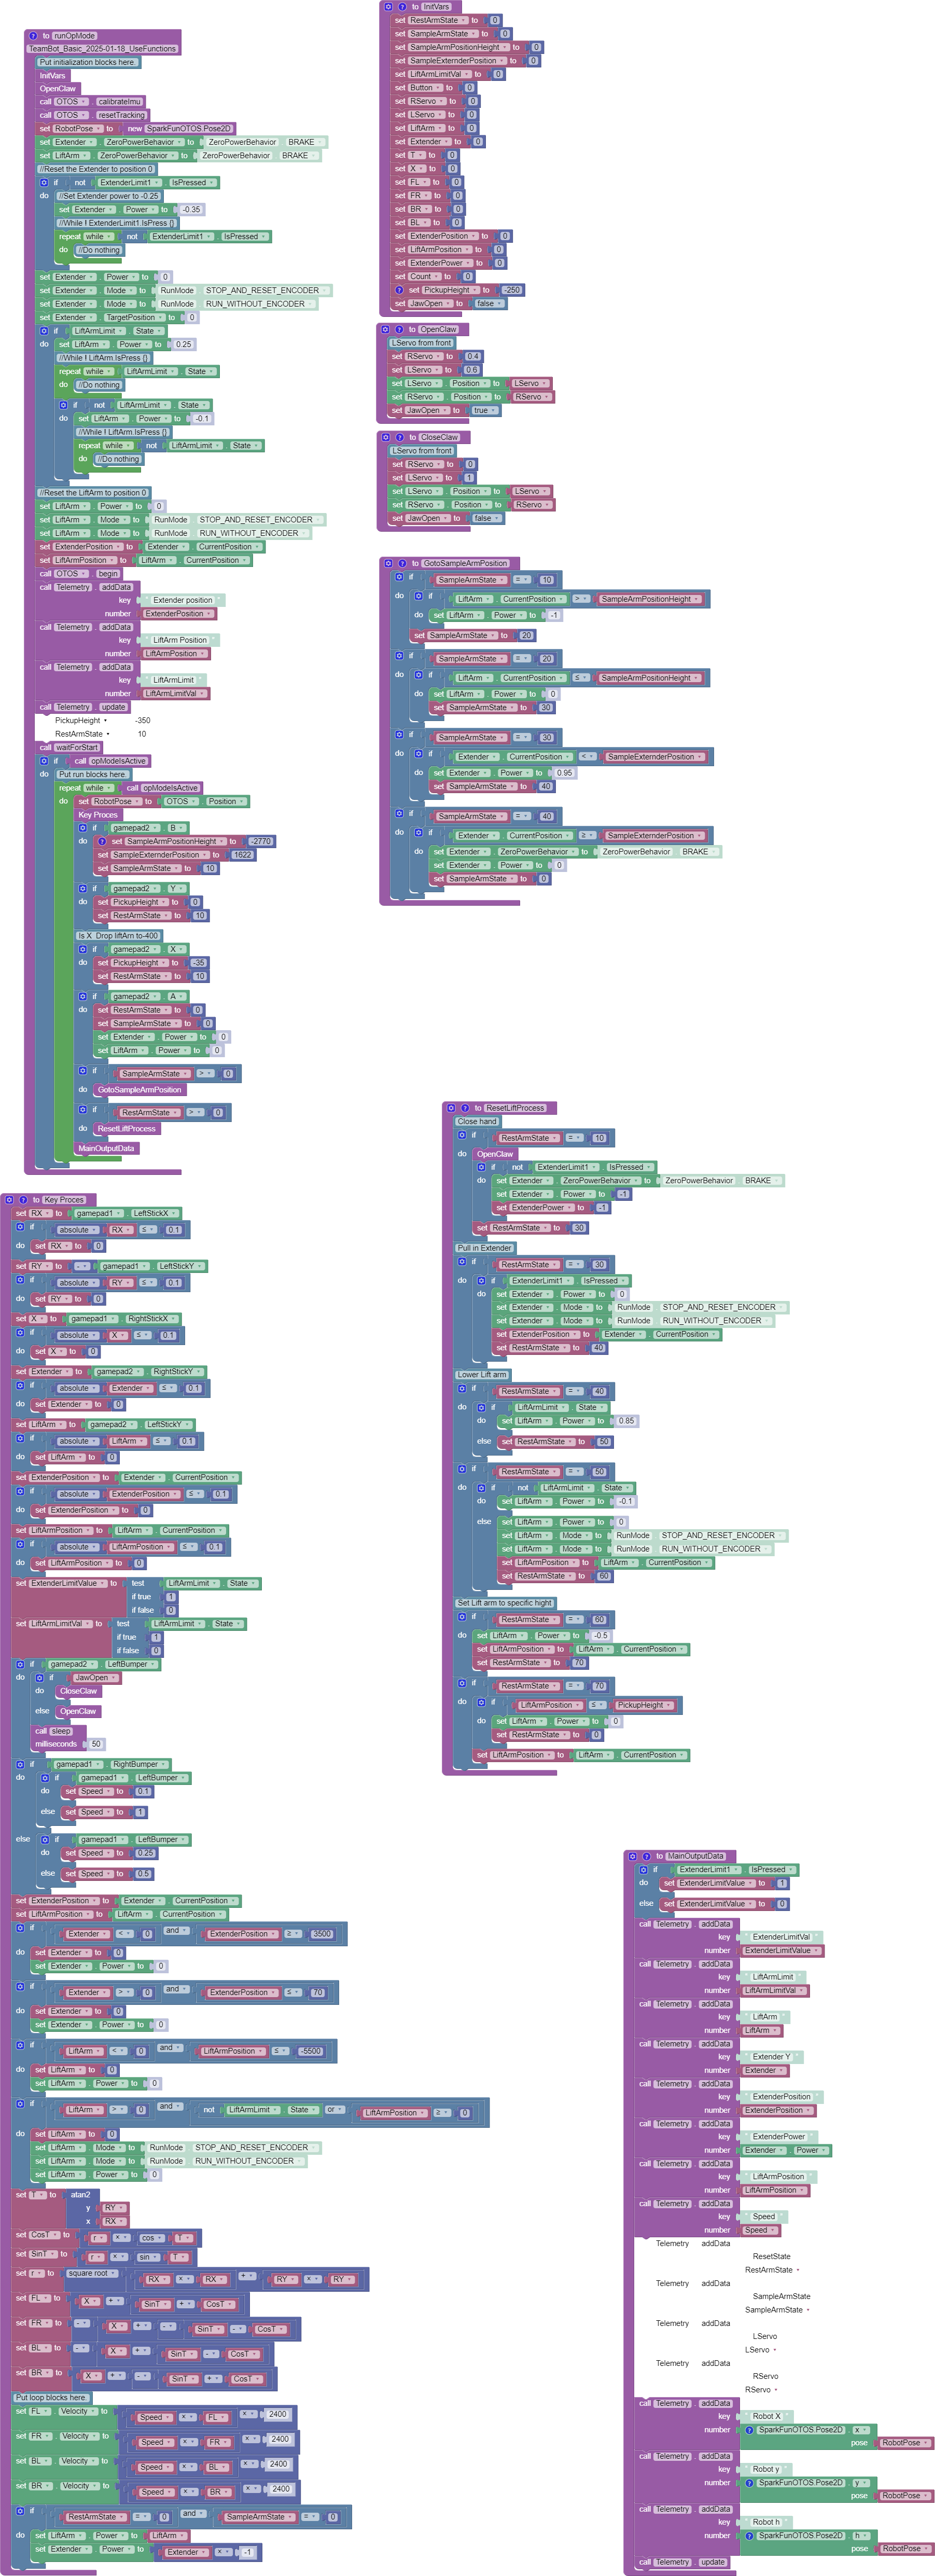 to runOpMode
TeamBot_Basic_2025-01-18_UseFunctions
Put initialization blocks here.
InitVars
OpenClaw
call OTOS . calibrateImu
call OTOS . resetTracking
set RobotPose to new SparkFunOTOS.Pose2D
set Extender . ZeroPowerBehavior to ZeroPowerBehavior BRAKE
set LiftArm . ZeroPowerBehavior to ZeroPowerBehavior BRAKE
//Reset the Extender to position 0
if not ExtenderLimit1 . IsPressed
do //Set Extender power to -0.25
set Extender . Power to -0.35
//While ! ExtenderLimit1.IsPress {}
repeat while not ExtenderLimit1 . IsPressed
do //Do nothing
set Extender . Power to 0
set Extender . Mode to RunMode STOP_AND_RESET_ENCODER
set Extender . Mode to RunMode RUN_WITHOUT_ENCODER
set Extender . TargetPosition to 0
if LiftArmLimit . State
do set LiftArm . Power to 0.25
//While ! LiftArm.IsPress {}
repeat while LiftArmLimit . State
do //Do nothing
if not LiftArmLimit . State
do set LiftArm . Power to -0.1
//While ! LiftArm.IsPress {}
repeat while not LiftArmLimit . State
do //Do nothing
//Reset the LiftArm to position 0
set LiftArm . Power to 0
set LiftArm . Mode to RunMode STOP_AND_RESET_ENCODER
set LiftArm . Mode to RunMode RUN_WITHOUT_ENCODER
set ExtenderPosition to Extender . CurrentPosition
set LiftArmPosition to LiftArm . CurrentPosition
call OTOS . begin
call Telemetry . addData
key " Extender position "
number ExtenderPosition
call Telemetry . addData
key " LiftArm Position "
number LiftArmPosition
call Telemetry . addData
key " LiftArmLimit "
number LiftArmLimitVal
call Telemetry . update
PickupHeight -350
RestArmState 10
call waitForStart
if call opModeIsActive
do Put run blocks here.
repeat while call opModeIsActive
do set RobotPose to OTOS . Position
Key Proces
if gamepad2 . B
do set SampleArmPositionHeight to -2770
set SampleExternderPosition to 1622
set SampleArmState to 10
if gamepad2 . Y
do set PickupHeight to 0
set RestArmState to 10
Is X Drop liftArn to-400
if gamepad2 . X
do set PickupHeight to -35
set RestArmState to 10
if gamepad2 . A
do set RestArmState to 0
set SampleArmState to 0
set Extender . Power to 0
set LiftArm . Power to 0
if SampleArmState > 0
do GotoSampleArmPosition
if RestArmState > 0
do ResetLiftProcess
MainOutputData
to InitVars
set RestArmState to 0
set SampleArmState to 0
set SampleArmPositionHeight to 0
set SampleExternderPosition to 0
set LiftArmLimitVal to 0
set Button to 0
set RServo to 0
set LServo to 0
set LiftArm to 0
set Extender to 0
set T to 0
set X to 0
set FL to 0
set FR to 0
set BR to 0
set BL to 0
set ExtenderPosition to 0
set LiftArmPosition to 0
set ExtenderPower to 0
set Count to 0
set PickupHeight to -250
set JawOpen to false
to OpenClaw
LServo from front
set RServo to 0.4
set LServo to 0.6
set LServo . Position to LServo
set RServo . Position to RServo
set JawOpen to true
to CloseClaw
LServo from front
set RServo to 0
set LServo to 1
set LServo . Position to LServo
set RServo . Position to RServo
set JawOpen to false
to GotoSampleArmPosition
if SampleArmState = 10
do if LiftArm . CurrentPosition > SampleArmPositionHeight
do set LiftArm . Power to -1
set SampleArmState to 20
if SampleArmState = 20
do if LiftArm . CurrentPosition ≤ SampleArmPositionHeight
do set LiftArm . Power to 0
set SampleArmState to 30
if SampleArmState = 30
do if Extender . CurrentPosition < SampleExternderPosition
do set Extender . Power to 0.95
set SampleArmState to 40
if SampleArmState = 40
do if Extender . CurrentPosition ≥ SampleExternderPosition
do set Extender . ZeroPowerBehavior to ZeroPowerBehavior BRAKE
set Extender . Power to 0
set SampleArmState to 0
to ResetLiftProcess
Close hand
if RestArmState = 10
do OpenClaw
if not ExtenderLimit1 . IsPressed
do set Extender . ZeroPowerBehavior to ZeroPowerBehavior BRAKE
set Extender . Power to -1
set ExtenderPower to -1
set RestArmState to 30
Pull in Extender
if RestArmState = 30
do if ExtenderLimit1 . IsPressed
do set Extender . Power to 0
set Extender . Mode to RunMode STOP_AND_RESET_ENCODER
set Extender . Mode to RunMode RUN_WITHOUT_ENCODER
set ExtenderPosition to Extender . CurrentPosition
set RestArmState to 40
Lower Lift arm
if RestArmState = 40
do if LiftArmLimit . State
do set LiftArm . Power to 0.85
else set RestArmState to 50
if RestArmState = 50
do if not LiftArmLimit . State
do set LiftArm . Power to -0.1
else set LiftArm . Power to 0
set LiftArm . Mode to RunMode STOP_AND_RESET_ENCODER
set LiftArm . Mode to RunMode RUN_WITHOUT_ENCODER
set LiftArmPosition to LiftArm . CurrentPosition
set RestArmState to 60
Set Lift arm to specific hight
if RestArmState = 60
do set LiftArm . Power to -0.5
set LiftArmPosition to LiftArm . CurrentPosition
set RestArmState to 70
if RestArmState = 70
do if LiftArmPosition ≤ PickupHeight
do set LiftArm . Power to 0
set RestArmState to 0
set LiftArmPosition to LiftArm . CurrentPosition
to Key Proces
set RX to gamepad1 . LeftStickX
if absolute RX ≤ 0.1
do set RX to 0
set RY to - gamepad1 . LeftStickY
if absolute RY ≤ 0.1
do set RY to 0
set X to gamepad1 . RightStickX
if absolute X ≤ 0.1
do set X to 0
set Extender to gamepad2 . RightStickY
if absolute Extender ≤ 0.1
do set Extender to 0
set LiftArm to gamepad2 . LeftStickY
if absolute LiftArm ≤ 0.1
do set LiftArm to 0
set ExtenderPosition to Extender . CurrentPosition
if absolute ExtenderPosition ≤ 0.1
do set ExtenderPosition to 0
set LiftArmPosition to LiftArm . CurrentPosition
if absolute LiftArmPosition ≤ 0.1
do set LiftArmPosition to 0
set ExtenderLimitValue to test LiftArmLimit . State
if true 1
if false 0
set LiftArmLimitVal to test LiftArmLimit . State
if true 1
if false 0
if gamepad2 . LeftBumper
do if JawOpen
do CloseClaw
else OpenClaw
call sleep
milliseconds 50
if gamepad1 . RightBumper
do if gamepad1 . LeftBumper
do set Speed to 0.1
else set Speed to 1
else if gamepad1 . LeftBumper
do set Speed to 0.25
else set Speed to 0.5
set ExtenderPosition to Extender . CurrentPosition
set LiftArmPosition to LiftArm . CurrentPosition
if Extender < 0 and ExtenderPosition ≥ 3500
do set Extender to 0
set Extender . Power to 0
if Extender > 0 and ExtenderPosition ≤ 70
do set Extender to 0
set Extender . Power to 0
if LiftArm < 0 and LiftArmPosition ≤ -5500
do set LiftArm to 0
set LiftArm . Power to 0
if LiftArm > 0 and not LiftArmLimit . State or LiftArmPosition ≥ 0
do set LiftArm to 0
set LiftArm . Mode to RunMode STOP_AND_RESET_ENCODER
set LiftArm . Mode to RunMode RUN_WITHOUT_ENCODER
set LiftArm . Power to 0
set T to atan2
y RY
x RX
set CosT to r × cos T
set SinT to r × sin T
set r to square root RX × RX + RY × RY
set FL to X + SinT + CosT
set FR to - X + - SinT - CosT
set BL to - X + SinT - CosT
set BR to X + - SinT + CosT
Put loop blocks here.
set FL . Velocity to Speed × FL × 2400
set FR . Velocity to Speed × FR × 2400
set BL . Velocity to Speed × BL × 2400
set BR . Velocity to Speed × BR × 2400
if RestArmState = 0 and SampleArmState = 0
do set LiftArm . Power to LiftArm
set Extender . Power to Extender × -1
to MainOutputData
if ExtenderLimit1 . IsPressed
do set ExtenderLimitValue to 1
else set ExtenderLimitValue to 0
call Telemetry . addData
key " ExtenderLimitVal "
number ExtenderLimitValue
call Telemetry . addData
key " LiftArmLimit "
number LiftArmLimitVal
call Telemetry . addData
key " LiftArm "
number LiftArm
call Telemetry . addData
key " Extender Y "
number Extender
call Telemetry . addData
key " ExtenderPosition "
number ExtenderPosition
call Telemetry . addData
key " ExtenderPower "
number Extender . Power
call Telemetry . addData
key " LiftArmPosition "
number LiftArmPosition
call Telemetry . addData
key " Speed "
number Speed
Telemetry addData
ResetState
RestArmState
Telemetry addData
SampleArmState
SampleArmState
Telemetry addData
LServo
LServo
Telemetry addData
RServo
RServo
call Telemetry . addData
key " Robot X "
number SparkFunOTOS.Pose2D . x
pose RobotPose
call Telemetry . addData
key " Robot y "
number SparkFunOTOS.Pose2D . y
pose RobotPose
call Telemetry . addData
key " Robot h "
number SparkFunOTOS.Pose2D . h
pose RobotPose
call Telemetry . update